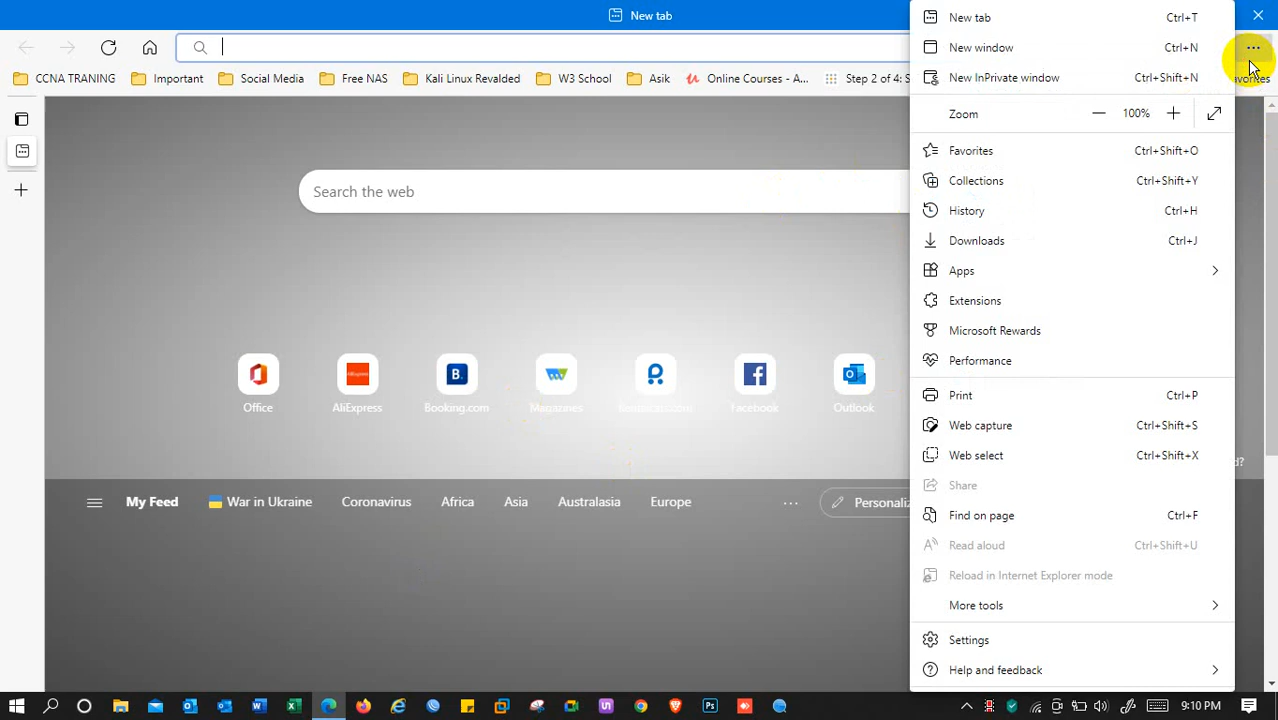 New tab
CCNA TRANING
Important
Social Media
Free NAS
Kali Linux Revalded
W3 School
Asik
Online Courses - A...
Step 2 of 4: S
avorites
New tab Ctrl+T
New window Ctrl+N
New InPrivate window Ctrl+Shift+N
Zoom 100%
Favorites Ctrl+Shift+O
Collections Ctrl+Shift+Y
History Ctrl+H
Downloads Ctrl+J
Apps
Extensions
Microsoft Rewards
Performance
Print Ctrl+P
Web capture Ctrl+Shift+S
Web select Ctrl+Shift+X
Share
Find on page Ctrl+F
Read aloud Ctrl+Shift+U
Reload in Internet Explorer mode
More tools
Settings
Help and feedback
Search the web
Office
AliExpress
Booking.com
Facebook
Outlook
d?
My Feed
War in Ukraine
Coronavirus
Africa
Asia
Australasia
Europe
...
Personaliz
9:10 PM